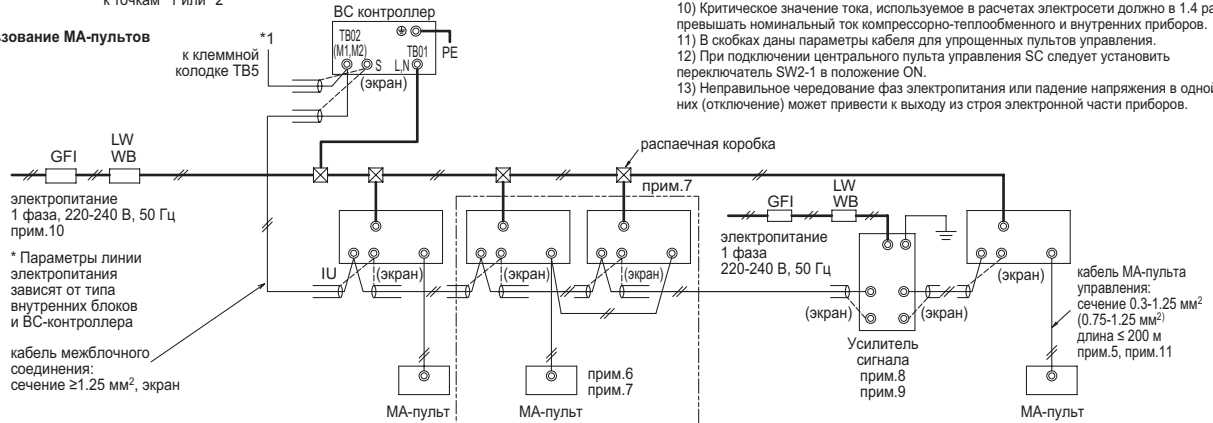 к точкам *1 или *2
BC контроллер
10) Критическое значение тока, используемое в расчетах электросети должно в 1.4 ра
превышать номинальный ток компрессорно-теплообменного и внутренних приборов.
11) В скобках даны параметры кабеля для упрощенных пультов управления.
12) При подключении центрального пульта управления SC следует установить
переключатель SW2-1 в положение ON.
13) Неправильное чередование фаз электропитания или падение напряжения в одной
них (отключение) может привести к выходу из строя электронной части приборов.
ьзование МА-пультов
*1
к клеммной
колодке TB5
TB02
(M1,M2)
S
L,N
TB01
PE
(экран)
GFI
LW
WB
распаечная коробка
прим.7
электропитание
1 фаза, 220-240 В, 50 Гц
прим.10
* Параметры линии
электропитания
зависят от типа
внутренних блоков
и BC-контроллера
кабель межблочного
соединения:
сечение ≥1.25 мм², экран
IU
(экран)
(экран)
(экран)
GFI
LW
WB
электропитание
1 фаза
220-240 В, 50 Гц
(экран)
(экран)
(экран)
Усилитель
сигнала
прим.8
прим.9
кабель МА-пульта
управления:
сечение 0.3-1.25 мм²
(0.75-1.25 мм²)
длина ≤ 200 м
прим.5, прим.11
прим.6
прим.7
МА-пульт
МА-пульт
МА-пульт